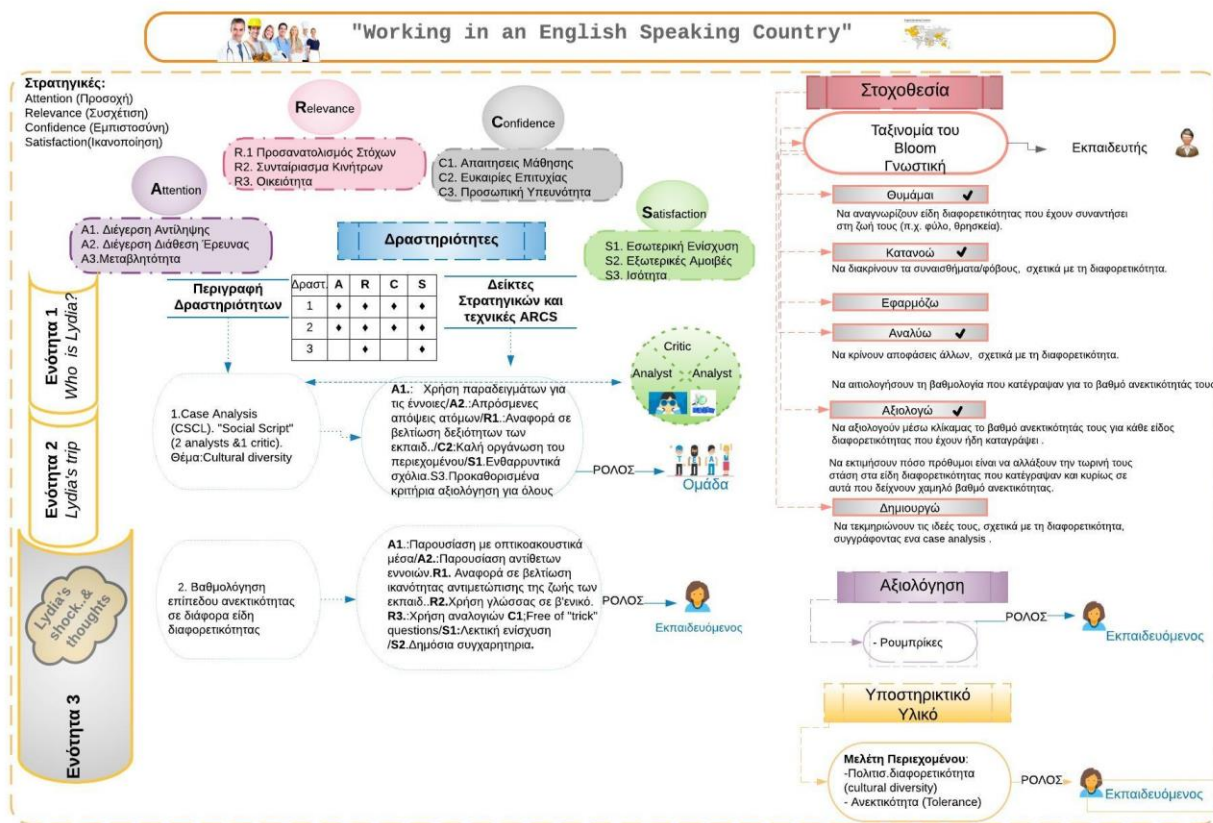 "Working in an English Speaking Country"
Στρατηγικές:
Attention (Προσοχή)
Relevance (Συσχέτιση)
Confidence (Εμπιστοσύνη)
Satisfaction(Ικανοποίηση)
Attention
A1. Διέγερση Αντίληψης
A2. Διέγερση Διάθεση Έρευνας
A3.Μεταβλητότητα
Relevance
R.1 Προσανατολισμός Στόχων
R2. Συνταίριασμα Κινήτρων
R3. Οικειότητα
Confidence
C1. Απαιτησεις Μάθησης
C2. Ευκαιρίες Επιτυχίας
C3. Προσωπική Υπευνότητα
Satisfaction
S1. Εσωτερική Ενίσχυση
S2. Εξωτερικές Αμοιβές
S3. Ισότητα
Δραστηριότητες
Περιγραφή
Δραστηριότητων
Δραστ. A R C S
1 ♦ ♦ ♦ ♦
2 ♦ ♦ ♦ ♦
3 ♦ ♦
Δείκτες
Στρατηγικών και
τεχνικές ARCS
Critic
Analyst Analyst
Ενότητα 1
Who is Lydia?
Ενότητα 2
Lydia's trip
Lydia's
shock..&
thoughts
Ενότητα 3
1.Case Analysis
(CSCL). "Social Script"
(2 analysts &1 critic).
Θέμα:Cultural diversity
A1.: Χρήση παραδειγμάτων για
τις έννοιες/A2.:Απρόσμενες
απόψεις ατόμων/R1.:Αναφορά σε
βελτίωση δεξιότητων των
εκπαιδ../C2:Καλή οργάνωση του
περιεχομένου/S1.Ενθαρρυντικά
σχόλια.S3.Προκαθορισμένα
κριτήρια αξιολόγηση για όλους
ΡΟΛΟΣ
TEAM
Ομάδα
2. Βαθμολόγηση
επίπεδου ανεκτικότητας
σε διάφορα είδη
διαφορετικότητας
A1.:Παρουσίαση με οπτικοακουστικά
μέσα/A2.:Παρουσίαση αντίθετων
εννοιών.R1. Αναφορά σε βελτίωση
ικανότητας αντιμετώπισης της ζωής των
εκπαιδ..R2.Χρήση γλώσσας σε β'ενικό.
R3.:Χρήση αναλογιών C1;Free of "trick"
questions/S1:Λεκτική ενίσχυση
/S2.Δημόσια συγχαρητηρια.
ΡΟΛΟΣ
Εκπαιδευόμενος
Στοχοθεσία
Ταξινομία του
Bloom
Γνωστική
Εκπαιδευτής
Θυμάμαι ✔
Να αναγνωρίζουν είδη διαφορετικότητας που έχουν συναντήσει
στη ζωή τους (π.χ. φύλο, θρησκεία).
Κατανοώ ✔
Να διακρίνουν τα συναισθήματα/φόβους, σχετικά με τη διαφορετικότητα.
Εφαρμόζω
Αναλύω ✔
Να κρίνουν αποφάσεις άλλων, σχετικά με τη διαφορετικότητα.
Να αιτιολογήσουν τη βαθμολογία που κατέγραψαν για το βαθμό ανεκτικότητάς τους
Αξιολογώ ✔
Να αξιολογούν μέσω κλίκαμας το βαθμό ανεκτικότητάς τους για κάθε είδος
διαφορετικότητας που έχουν ήδη καταγράψει .
Να εκτιμήσουν πόσο πρόθυμοι είναι να αλλάξουν την τωρινή τους
στάση στα είδη διαφορετικότητας που κατέγραψαν και κυρίως σε
αυτά που δείχνουν χαμηλό βαθμό ανεκτικότητας.
Δημιουργώ
Να τεκμηριώνουν τις ιδέες τους, σχετικά με τη διαφορετικότητα,
συγγράφοντας ενα case analysis .
Αξιολόγηση
- Ρουμπρίκες
ΡΟΛΟΣ
Εκπαιδευόμενος
Υποστηρικτικό
Υλικό
Μελέτη Περιεχομένου:
-Πολιτισ.διαφορετικότητα
(cultural diversity)
- Ανεκτικότητα (Tolerance)
ΡΟΛΟΣ
Εκπαιδευόμενος